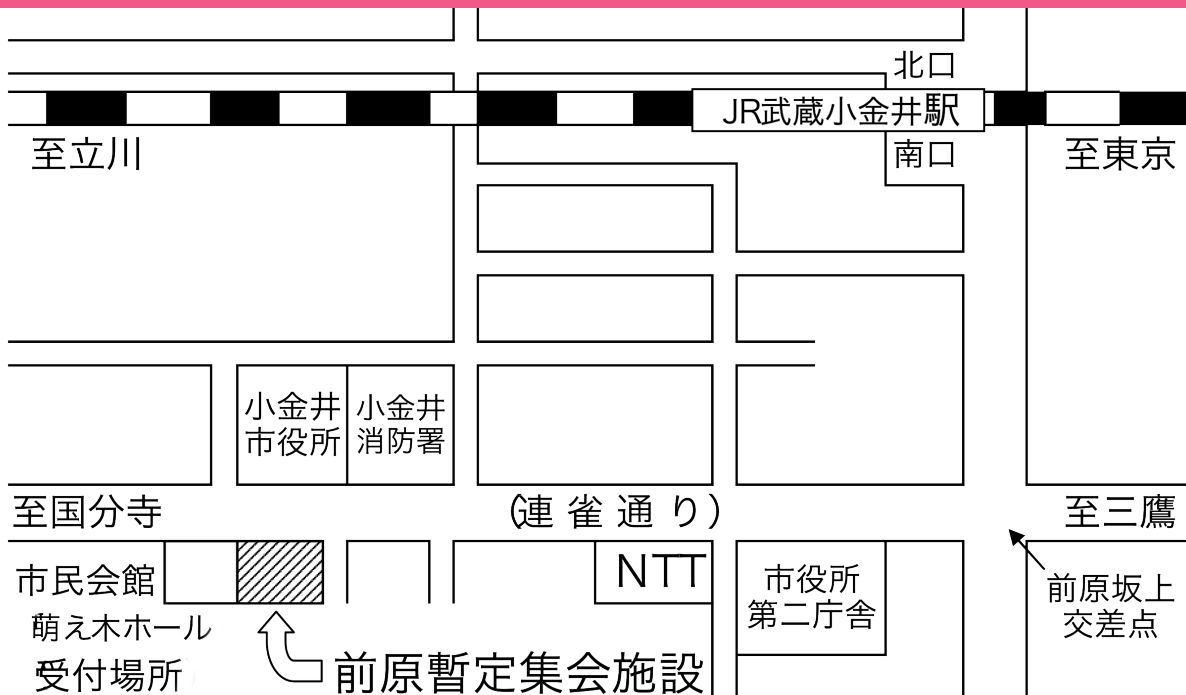 北口
JR武蔵小金井駅
至立川
南口
至東京
小金井
市役所
小金井
消防署
至国分寺
(連雀通り)
至三鷹
市民会館
萌え木ホール
受付場所
NTT
市役所
第二庁舎
前原坂上
交差点
前原暫定集会施設